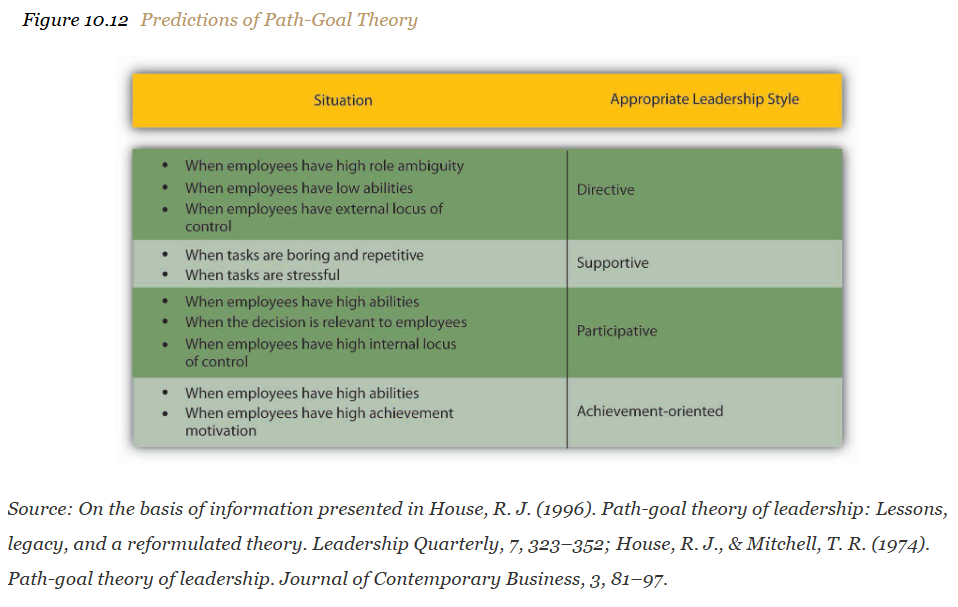 Figure 10.12 Predictions of Path-Goal Theory
Situation
Appropriate Leadership Style
• When employees have high role ambiguity
• When employees have low abilities
• When employees have external locus of
control
Directive
• When tasks are boring and repetitive
• When tasks are stressful
Supportive
• When employees have high abilities
• When the decision is relevant to employees
• When employees have high internal locus
of control
Participative
• When employees have high abilities
• When employees have high achievement
motivation
Achievement-oriented
Source: On the basis of information presented in House, R. J. (1996). Path-goal theory of leadership: Lessons,
legacy, and a reformulated theory. Leadership Quarterly, 7, 323–352; House, R. J., & Mitchell, T. R. (1974).
Path-goal theory of leadership. Journal of Contemporary Business, 3, 81–97.